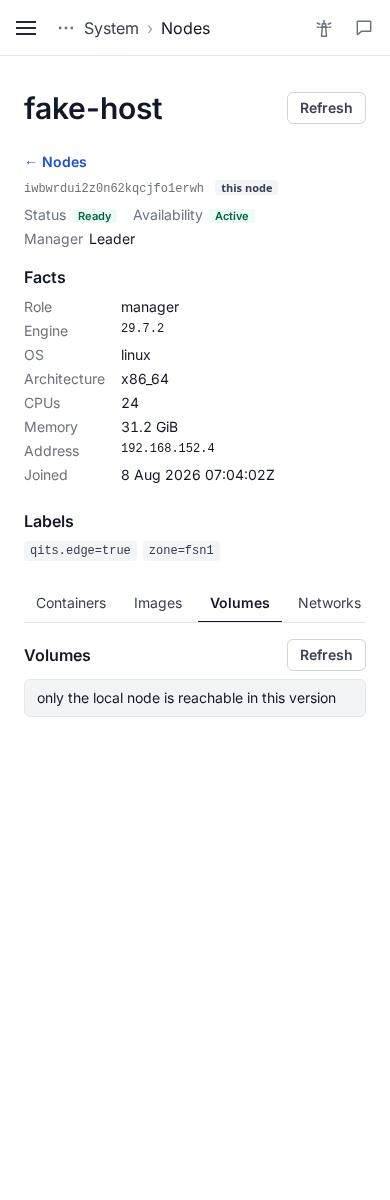 System › Nodes
fake-host
Refresh
← Nodes
iwbwrdui2z0n62kqcjfo1erwh this node
Status Ready Availability Active
Manager Leader
Facts
Role manager
Engine 29.7.2
OS linux
Architecture x86_64
CPUs 24
Memory 31.2 GiB
Address 192.168.152.4
Joined 8 Aug 2026 07:04:02Z
Labels
qits.edge=true zone=fsn1
Containers Images Volumes Networks
Volumes Refresh
only the local node is reachable in this version